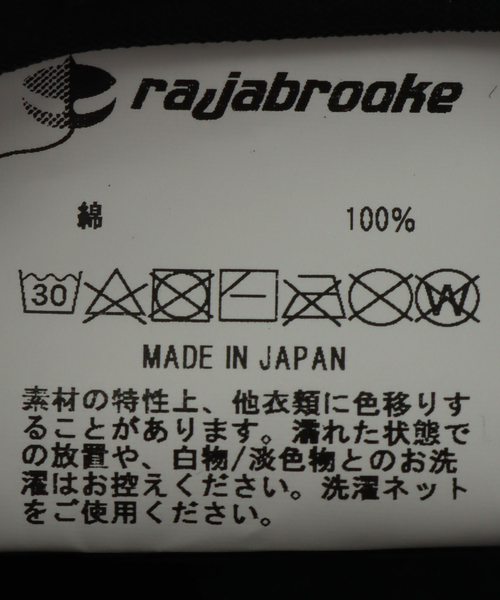 rajabrooke
綿 100%
30 W
MADE IN JAPAN
素材の特性上、他衣類に色移りす
ることがあります。濡れた状態で
の放置や、白物/淡色物とのお洗
濯はお控えください。洗濯ネット
をご使用ください。